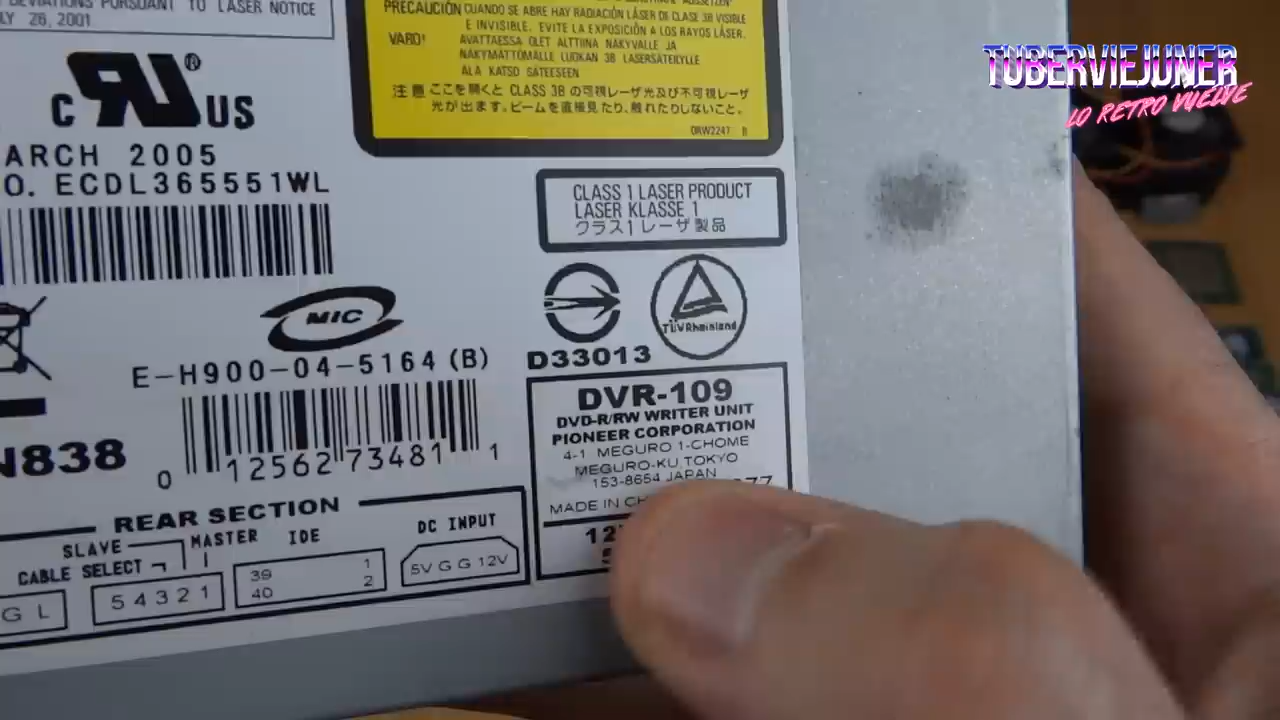 DEVIATIONS PURSUANT TO LASER NOTICE
LY 28, 2001
PRECAUCIÓN CUANDO SE ABRE HAY RADIACIÓN LÁSER DE CLASE 3B VISIBLE
E INVISIBLE. EVITE LA EXPOSICIÓN A LOS RAYOS LÁSER.
VARO! AVATTAESSA OLET ALTTIINA NÄKYVÄLLE JA
NÄKYMÄTTÖMÄLLE LUOKAN 3B LASERSÄTEILYLLE
ÄLÄ KATSO SÄTEESEEN
注意 ここを開くと CLASS 3B の可視レーザ光及び不可視レーザ
光が出ます。ビームを直接見たり、触れたりしないこと。
DRW2247 B
TUBERVIEJUNER
LO RETRO VUELVE
C RU ® US
ARCH 2005
O. ECDL365551WL
CLASS 1 LASER PRODUCT
LASER KLASSE 1
クラス1 レーザ製品
MIC
TÜVRheinland
D33013
E-H900-04-5164 (B)
DVR-109
DVD-R/RW WRITER UNIT
PIONEER CORPORATION
4-1 MEGURO 1-CHOME
MEGURO-KU, TOKYO
153-8654 JAPAN
MADE IN CH
N838
0 12562 73481 1
REAR SECTION
SLAVE MASTER IDE DC INPUT
CABLE SELECT
G L
5 4 3 2 1
39 1
40 2
5V G G 12V
12